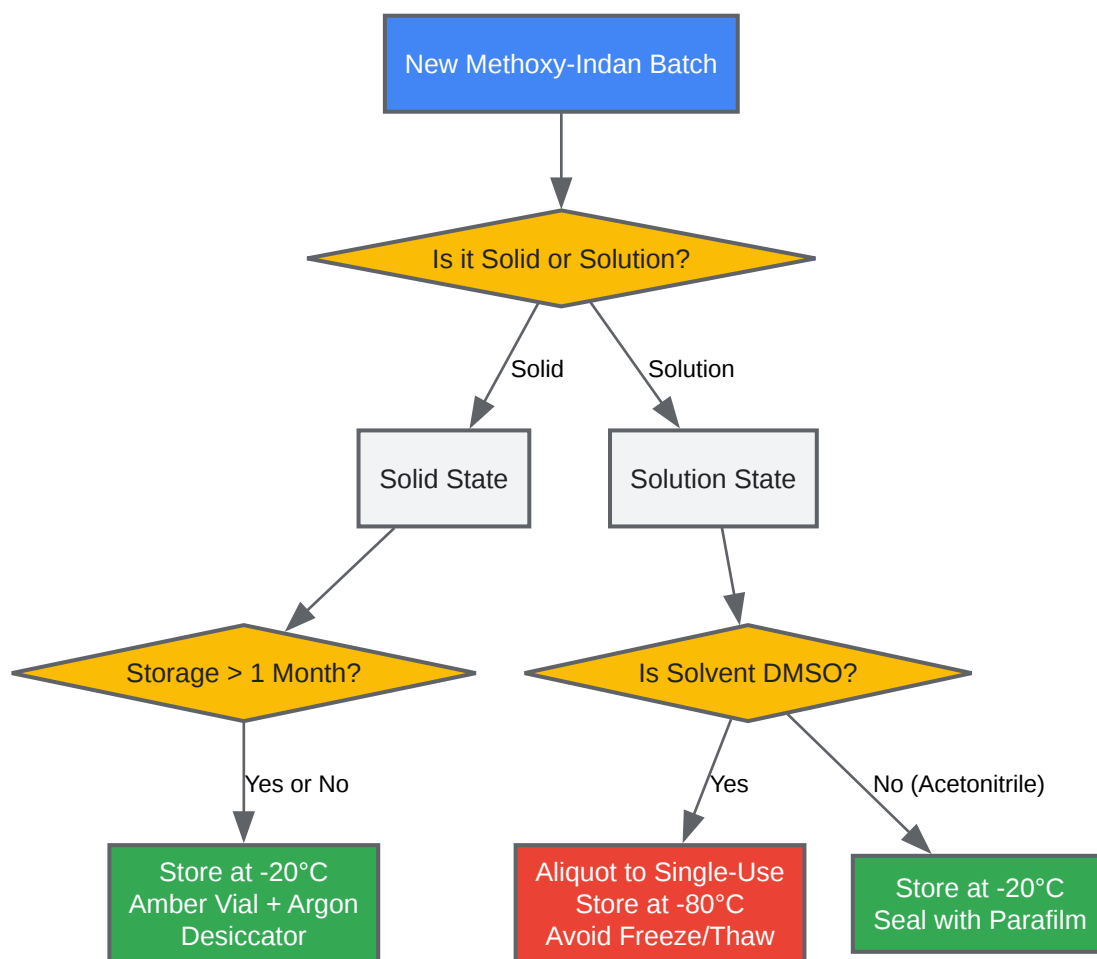 New Methoxy-Indan Batch
Is it Solid or Solution?
Solid
Solution
Solid State
Solution State
Storage > 1 Month?
Is Solvent DMSO?
Yes or No
Yes
No (Acetonitrile)
Store at -20°C
Amber Vial + Argon
Desiccator
Aliquot to Single-Use
Store at -80°C
Avoid Freeze/Thaw
Store at -20°C
Seal with Parafilm